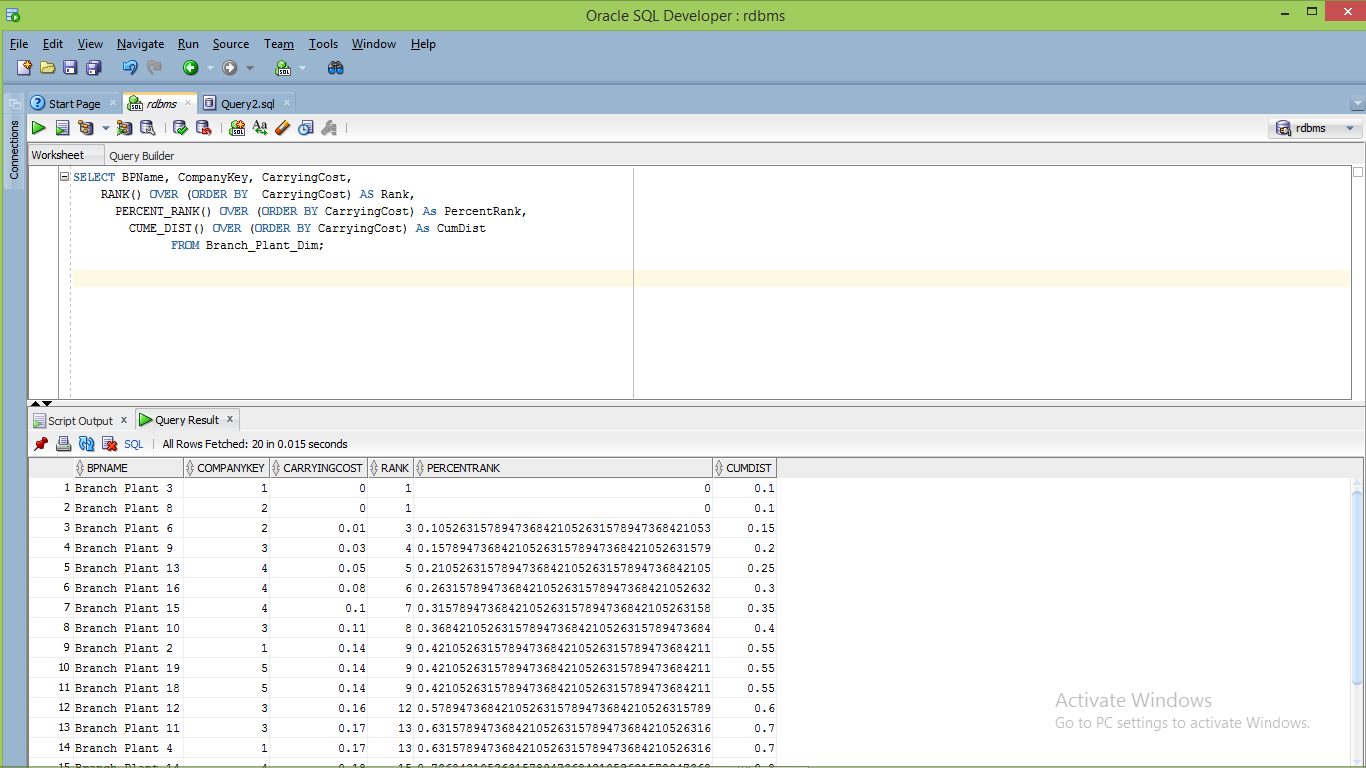 Oracle SQL Developer : rdbms
File Edit View Navigate Run Source Team Tools Window Help
Start Page rdbms Query2.sql
Connections
rdbms
Worksheet Query Builder
SELECT BPName, CompanyKey, CarryingCost,
RANK() OVER (ORDER BY CarryingCost) AS Rank,
PERCENT_RANK() OVER (ORDER BY CarryingCost) As PercentRank,
CUME_DIST() OVER (ORDER BY CarryingCost) As CumDist
FROM Branch_Plant_Dim;
Script Output x Query Result x
SQL All Rows Fetched: 20 in 0.015 seconds
BPNAME COMPANYKEY CARRYINGCOST RANK PERCENTRANK CUMDIST
1 Branch Plant 3 1 0 1 0 0.1
2 Branch Plant 8 2 0 1 0 0.1
3 Branch Plant 6 2 0.01 3 0.1052631578947368421052631578947368421053 0.15
4 Branch Plant 9 3 0.03 4 0.1578947368421052631578947368421052631579 0.2
5 Branch Plant 13 4 0.05 5 0.2105263157894736842105263157894736842105 0.25
6 Branch Plant 16 4 0.08 6 0.2631578947368421052631578947368421052632 0.3
7 Branch Plant 15 4 0.1 7 0.3157894736842105263157894736842105263158 0.35
8 Branch Plant 10 3 0.11 8 0.3684210526315789473684210526315789473684 0.4
9 Branch Plant 2 1 0.14 9 0.4210526315789473684210526315789473684211 0.55
10 Branch Plant 19 5 0.14 9 0.4210526315789473684210526315789473684211 0.55
11 Branch Plant 18 5 0.14 9 0.4210526315789473684210526315789473684211 0.55
12 Branch Plant 12 3 0.16 12 0.5789473684210526315789473684210526315789 0.6
13 Branch Plant 11 3 0.17 13 0.6315789473684210526315789473684210526316 0.7
14 Branch Plant 4 1 0.17 13 0.6315789473684210526315789473684210526316 0.7
15 Branch Plant 14 4
Activate Windows
Go to PC settings to activate Windows.